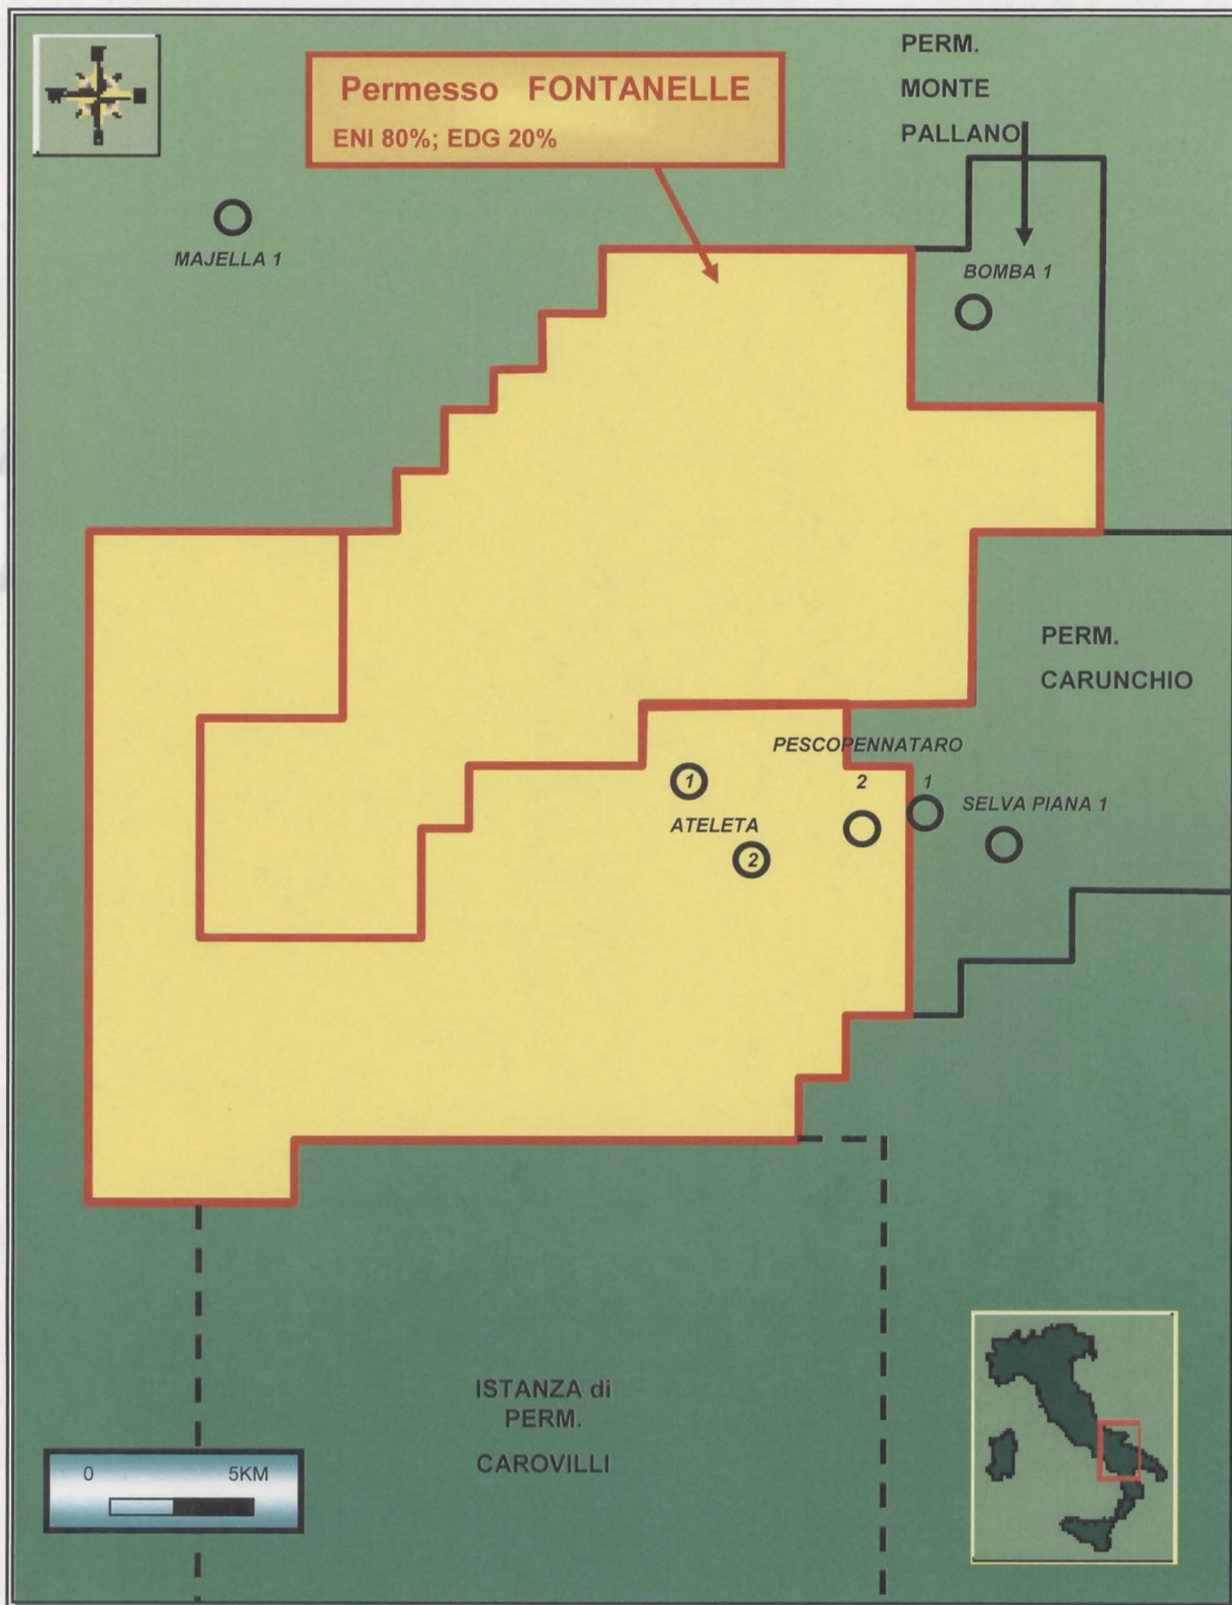 Permesso FONTANELLE
ENI 80%; EDG 20%
PERM.
MONTE
PALLANO
MAJELLA 1
BOMBA 1
PERM.
CARUNCHIO
PESCOPENNATARO
1
2
1
SELVA PIANA 1
ATELETA
2
ISTANZA di
PERM.
CAROVILLI
0 5KM